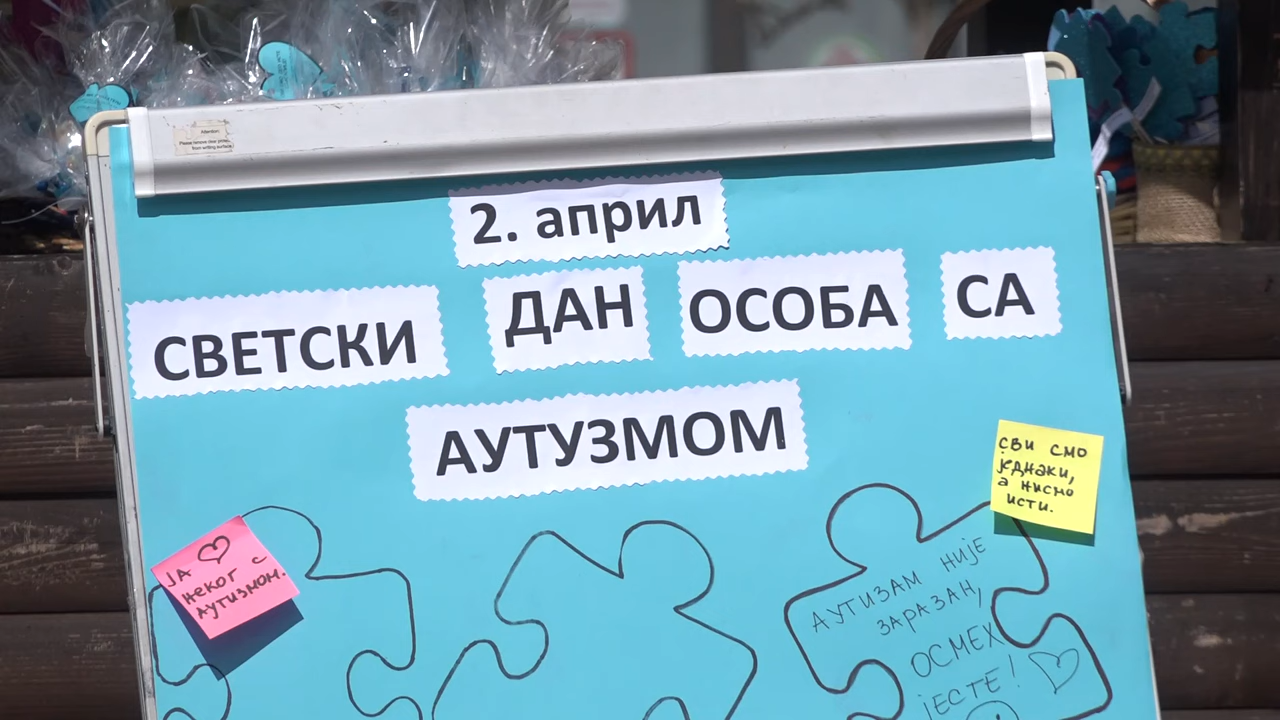 Attention:
2. април
СВЕТСКИ ДАН ОСОБА СА
АУТУЗМОМ
сви смо
једнаки,
а нисмо
исти.
ЈА ♡
неког с
аутизмом.
АУТИЗАМ НИЈЕ
ЗАРАЗАН,
ОСМЕХ
ЈЕСТЕ!